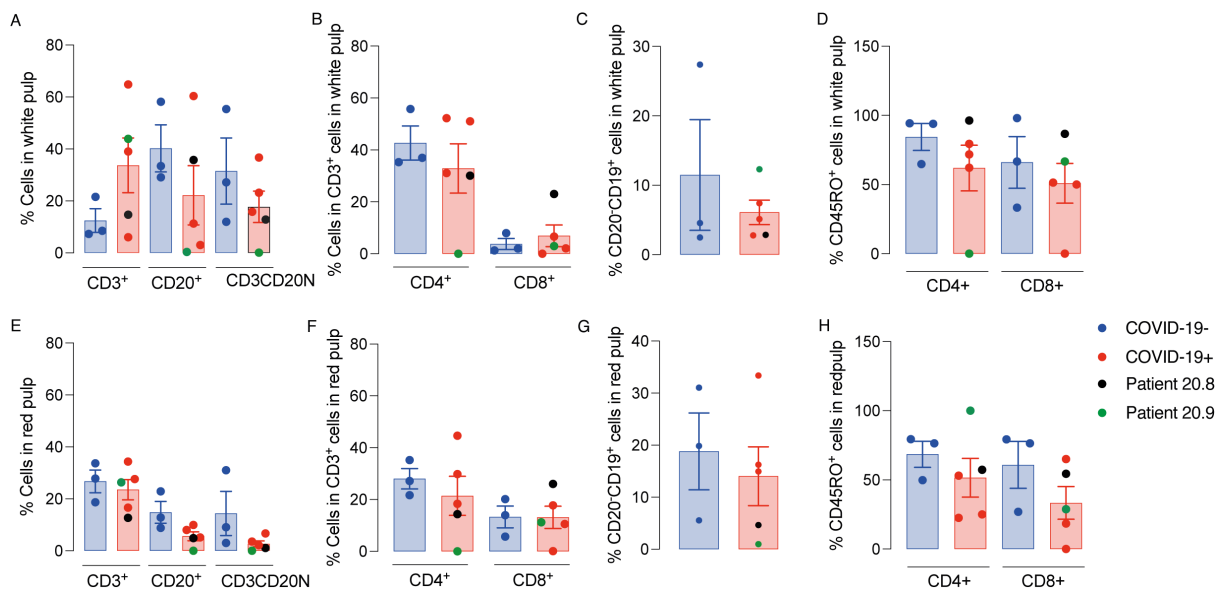 A
% Cells in white pulp
80
60
40
20
0
CD3⁺
CD20⁺
CD3CD20N
B
% Cells in CD3⁺ cells in white pulp
80
60
40
20
0
CD4⁺
CD8⁺
C
% CD20⁻CD19⁺ cells in white pulp
30
20
10
0
D
% CD45RO⁺ cells in white pulp
150
100
50
0
CD4+
CD8+
E
% Cells in red pulp
80
60
40
20
0
CD3⁺
CD20⁺
CD3CD20N
F
% Cells in CD3⁺ cells in red pulp
80
60
40
20
0
CD4⁺
CD8⁺
G
% CD20⁻CD19⁺ cells in red pulp
40
30
20
10
0
H
% CD45RO⁺ cells in redpulp
150
100
50
0
CD4+
CD8+
COVID-19-
COVID-19+
Patient 20.8
Patient 20.9